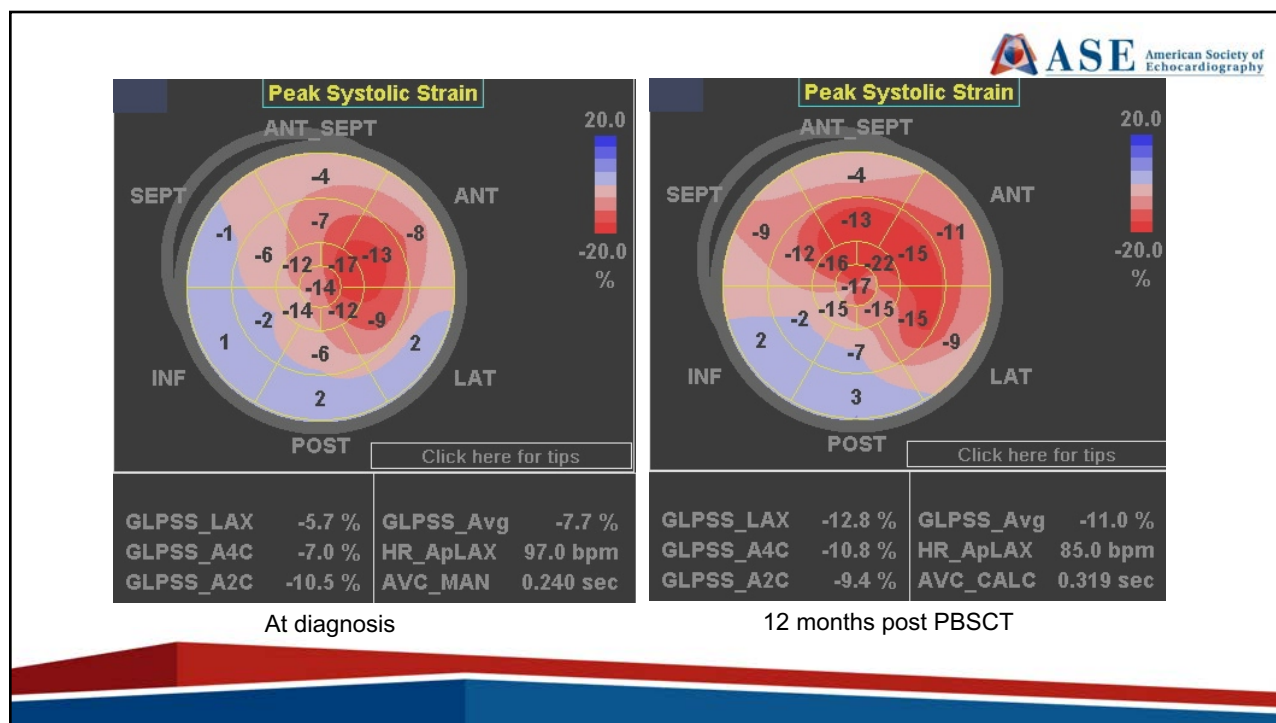 ASE American Society of
Echocardiography
Peak Systolic Strain
ANT_SEPT
20.0
SEPT
ANT
-4
-1
-7
-8
-6
-13
-12
-17
-20.0
%
-14
-14
-12
-2
-9
1
-6
2
INF
LAT
2
POST
Click here for tips
GLPSS_LAX -5.7 % GLPSS_Avg -7.7 %
GLPSS_A4C -7.0 % HR_ApLAX 97.0 bpm
GLPSS_A2C -10.5 % AVC_MAN 0.240 sec
At diagnosis
Peak Systolic Strain
ANT_SEPT
20.0
SEPT
ANT
-4
-9
-13
-11
-12
-15
-16
-22
-20.0
%
-17
-15
-15
-2
-15
2
-7
-9
INF
LAT
3
POST
Click here for tips
GLPSS_LAX -12.8 % GLPSS_Avg -11.0 %
GLPSS_A4C -10.8 % HR_ApLAX 85.0 bpm
GLPSS_A2C -9.4 % AVC_CALC 0.319 sec
12 months post PBSCT